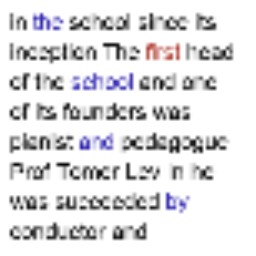 in the school since its
inception The first head
of the school and one
of its founders was
pianist and pedagogue
Prof Tomer Lev In he
was succeeded by
conductor and